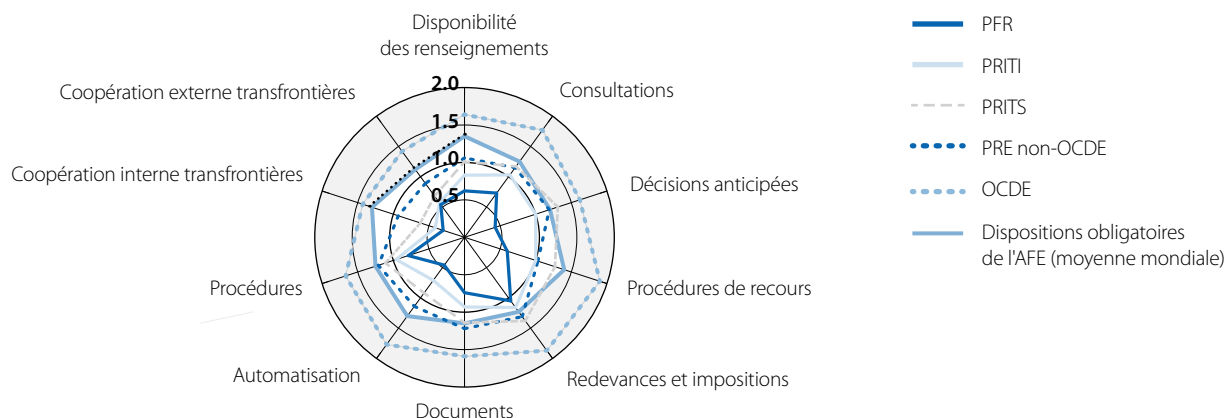 Disponibilité
des renseignements
Consultations
Décisions anticipées
Procédures de recours
Redevances et impositions
Documents
Automatisation
Procédures
Coopération interne transfrontières
Coopération externe transfrontières
2.0
1.5
1.0
0.5
PFR
PRITI
PRITS
PRE non-OCDE
OCDE
Dispositions obligatoires
de l'AFE (moyenne mondiale)